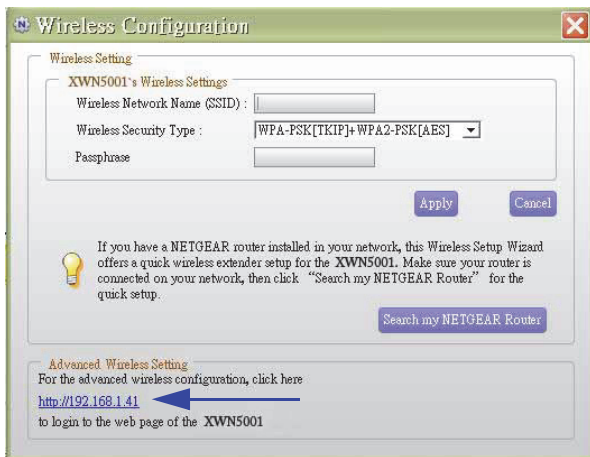 Wireless Configuration
Wireless Setting
XWN5001`s Wireless Settings
Wireless Network Name (SSID) :
Wireless Security Type :
WPA-PSK[TKIP]+WPA2-PSK[AES]
Passphrase
Apply
Cancel
If you have a NETGEAR router installed in your network, this Wireless Setup Wizard
offers a quick wireless extender setup for the XWN5001. Make sure your router is
connected on your network, then click “Search my NETGEAR Router” for the
quick setup.
Search my NETGEAR Router
Advanced Wireless Setting
For the advanced wireless configuration, click here
http://192.168.1.41
to login to the web page of the XWN5001